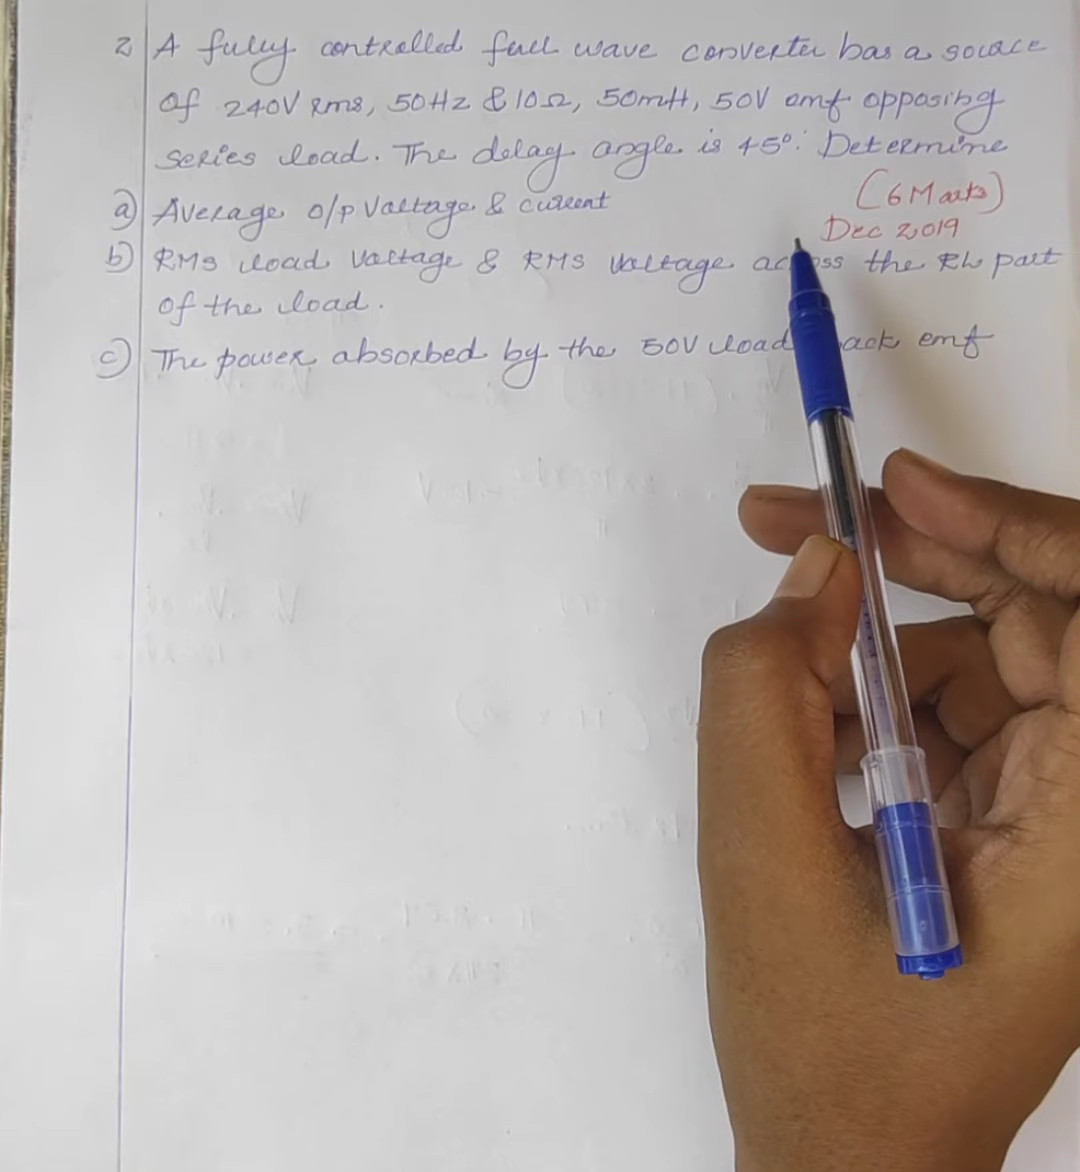 2 A fully controlled full wave converter has a source
of 240V rms, 50Hz & 10Ω, 50mH, 50V emf opposing
series load. The delay angle is 45°. Determine
(6 Marks)
a) Average o/p Voltage & current
Dec 2019
b) RMS load Voltage & RMS Voltage the RL part
of the load.
c) The power absorbed by the 50V load emf